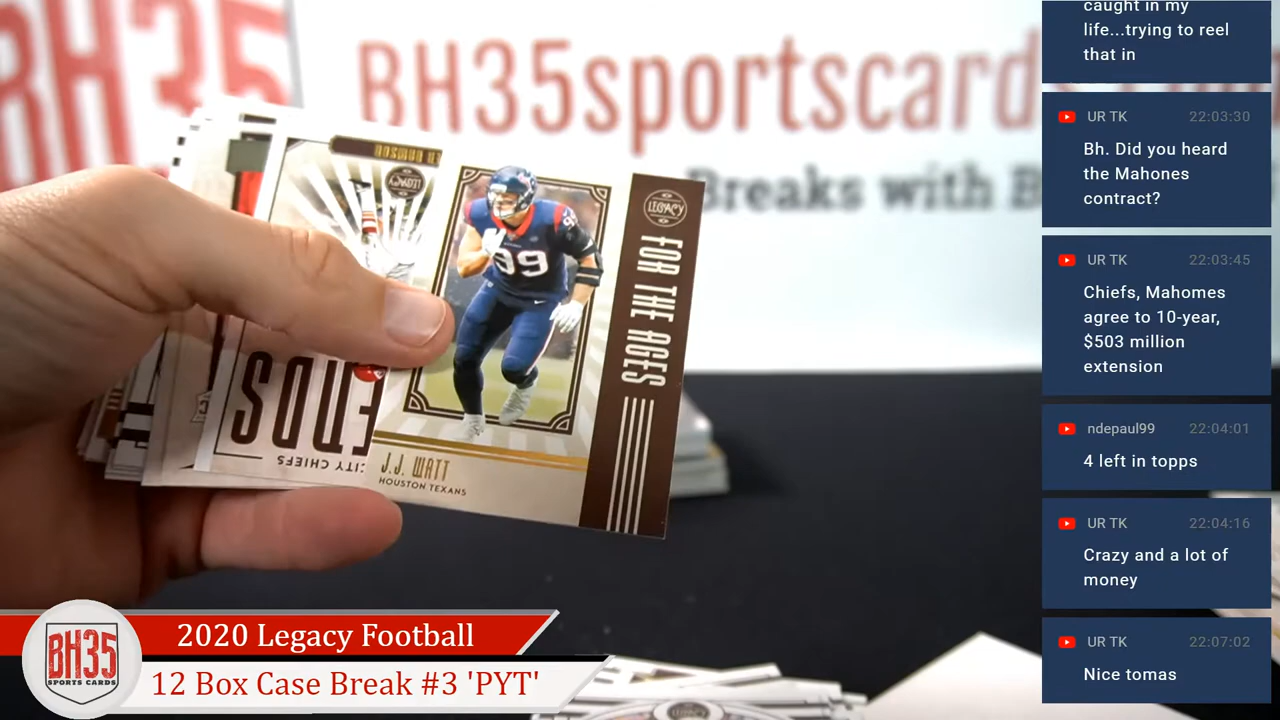 BH35
BH35sportscard
Breaks with B
LEGACY
FOR THE AGES
99
J.J. WATT
HOUSTON TEXANS
CITY CHIEFS
2020 Legacy Football
12 Box Case Break #3 'PYT'
BH35
SPORTS CARDS
caught in my
life...trying to reel
that in
UR TK 22:03:30
Bh. Did you heard
the Mahones
contract?
UR TK 22:03:45
Chiefs, Mahomes
agree to 10-year,
$503 million
extension
ndepaul99 22:04:01
4 left in topps
UR TK 22:04:16
Crazy and a lot of
money
UR TK 22:07:02
Nice tomas